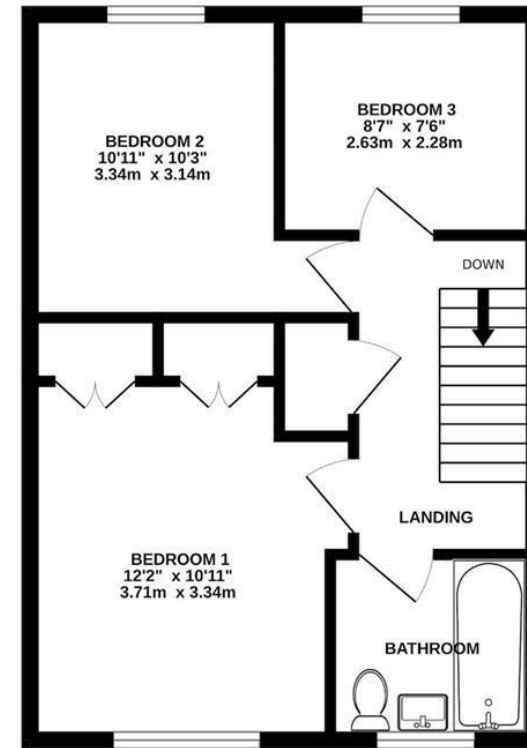 BEDROOM 2
10'11" x 10'3"
3.34m x 3.14m
BEDROOM 3
8'7" x 7'6"
2.63m x 2.28m
DOWN
LANDING
BEDROOM 1
12'2" x 10'11"
3.71m x 3.34m
BATHROOM